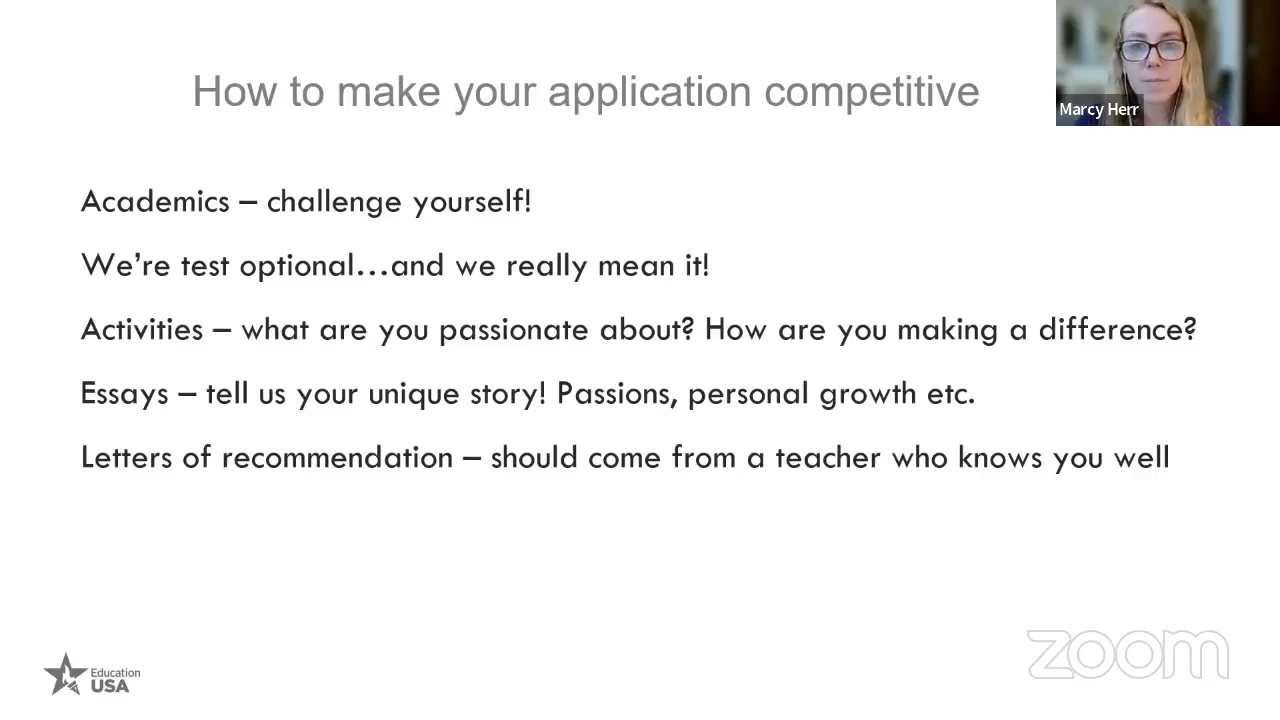 How to make your application competitive
Marcy Herr
Academics – challenge yourself!
We’re test optional…and we really mean it!
Activities – what are you passionate about? How are you making a difference?
Essays – tell us your unique story! Passions, personal growth etc.
Letters of recommendation – should come from a teacher who knows you well
Education
USA
zoom